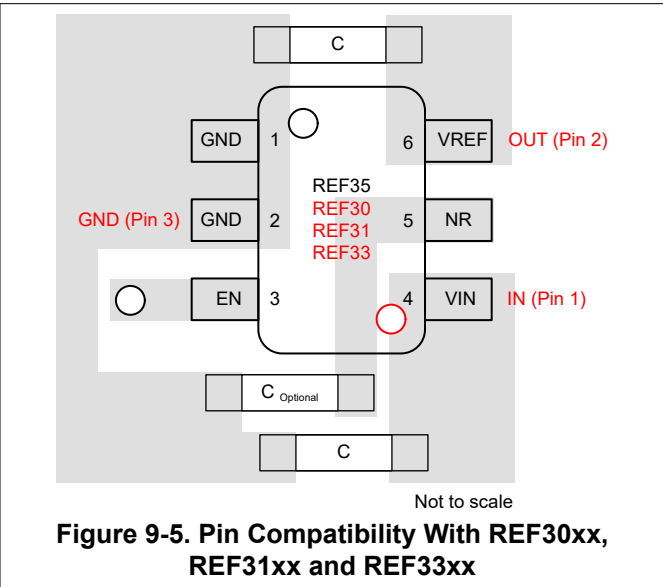 C
GND 1
6 VREF OUT (Pin 2)
REF35
GND (Pin 3) GND 2
REF30
5 NR
REF31
REF33
EN 3
4 VIN IN (Pin 1)
C Optional
C
Not to scale
Figure 9-5. Pin Compatibility With REF30xx,
REF31xx and REF33xx